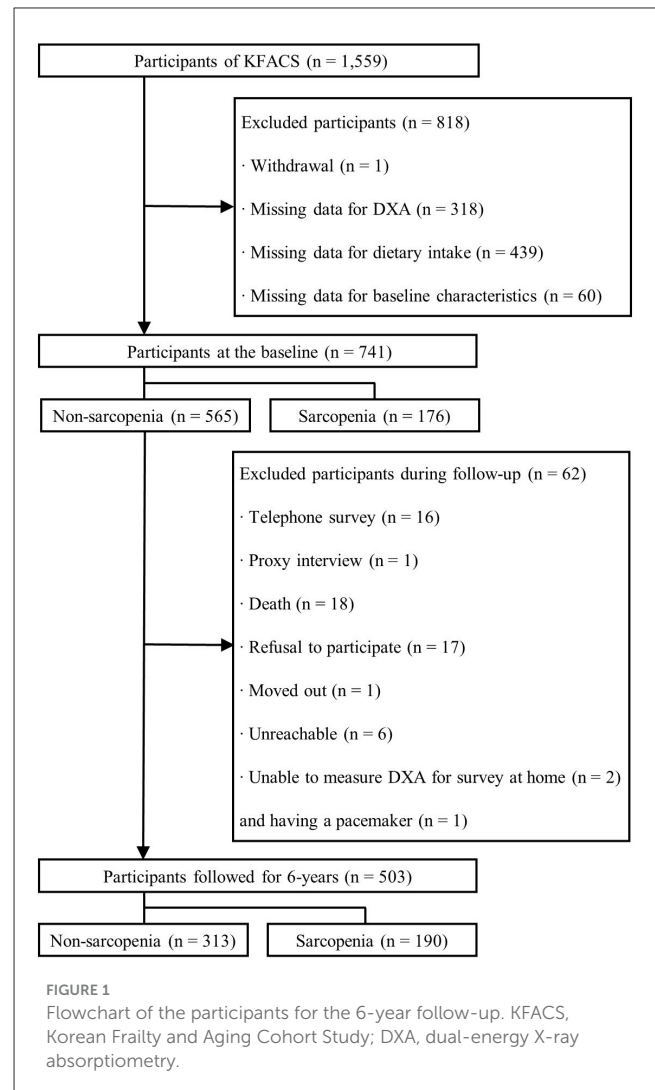 Participants of KFACS (n = 1,559)
Excluded participants (n = 818)
· Withdrawal (n = 1)
· Missing data for DXA (n = 318)
· Missing data for dietary intake (n = 439)
· Missing data for baseline characteristics (n = 60)
Participants at the baseline (n = 741)
Non-sarcopenia (n = 565)
Sarcopenia (n = 176)
Excluded participants during follow-up (n = 62)
· Telephone survey (n = 16)
· Proxy interview (n = 1)
· Death (n = 18)
· Refusal to participate (n = 17)
· Moved out (n = 1)
· Unreachable (n = 6)
· Unable to measure DXA for survey at home (n = 2)
and having a pacemaker (n = 1)
Participants followed for 6-years (n = 503)
Non-sarcopenia (n = 313)
Sarcopenia (n = 190)
FIGURE 1
Flowchart of the participants for the 6-year follow-up. KFACS,
Korean Frailty and Aging Cohort Study; DXA, dual-energy X-ray
absorptiometry.